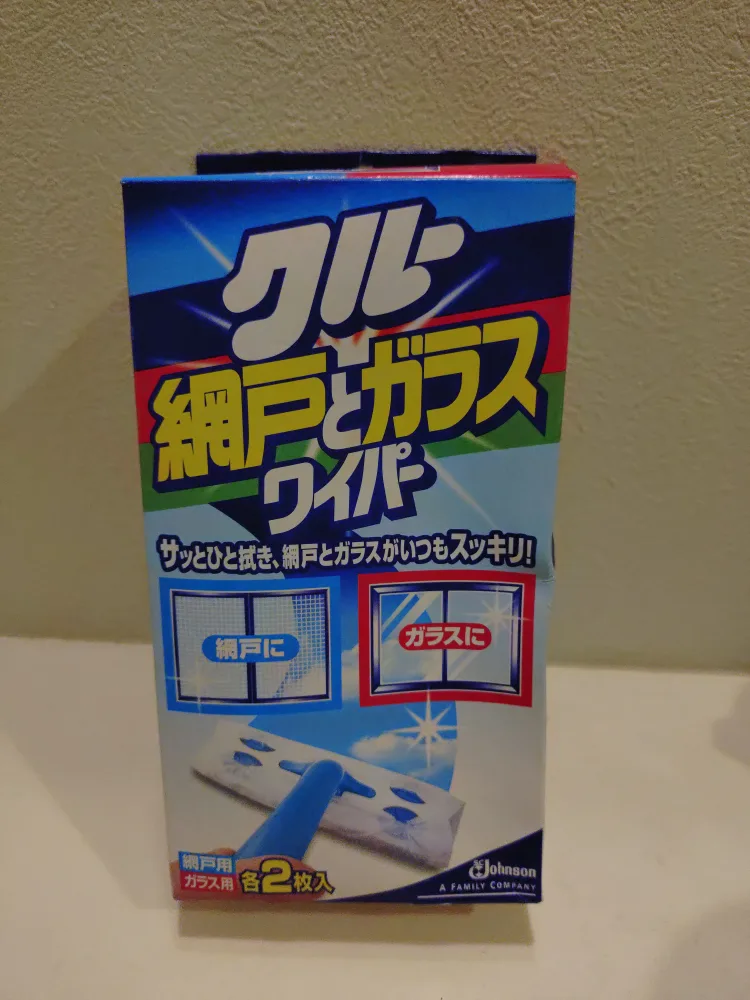 クルー
網戸とガラス
ワイパー
サッとひと拭き、網戸とガラスがいつもスッキリ!
網戸に
ガラスに
網戸用
ガラス用
各2枚入
SC Johnson
A FAMILY COMPANY